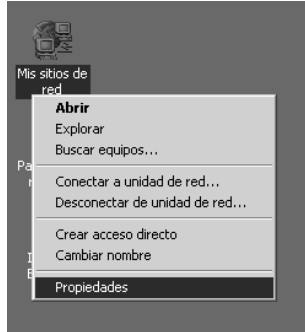 Mis sitios de
red
Abrir
Explorar
Buscar equipos...
Conectar a unidad de red...
Desconectar de unidad de red...
Crear acceso directo
Cambiar nombre
Propiedades